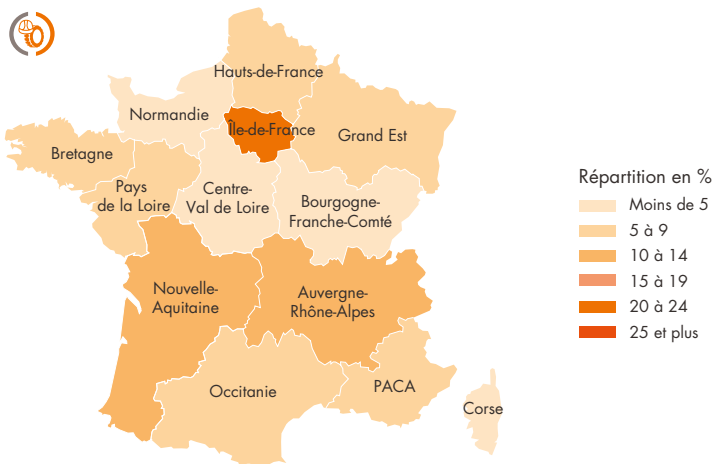 Hauts-de-France
Normandie
Île-de-France
Grand Est
Bretagne
Pays
de la Loire
Centre-
Val de Loire
Bourgogne-
Franche-Comté
Nouvelle-
Aquitaine
Auvergne-
Rhône-Alpes
Occitanie
PACA
Corse
Répartition en %
Moins de 5
5 à 9
10 à 14
15 à 19
20 à 24
25 et plus